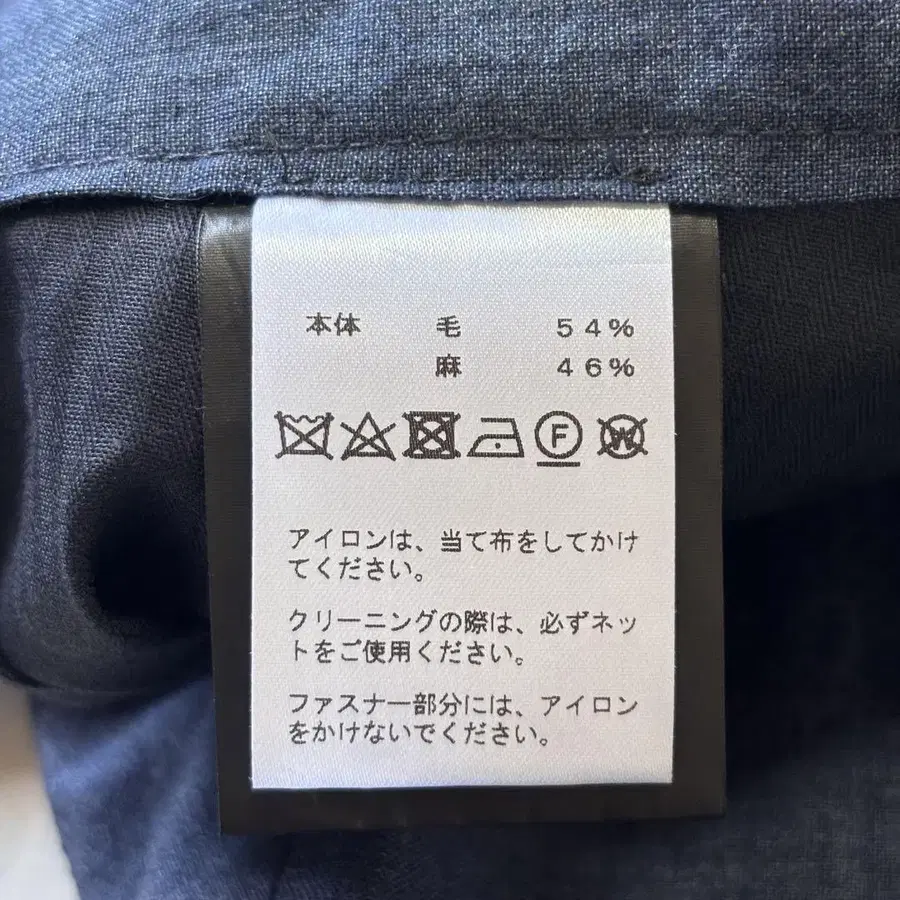 本体 毛 54%
麻 46%
F W
アイロンは、当て布をしてかけ
てください。
クリーニングの際は、必ずネッ
トをご使用ください。
ファスナー部分には、アイロン
をかけないでください。